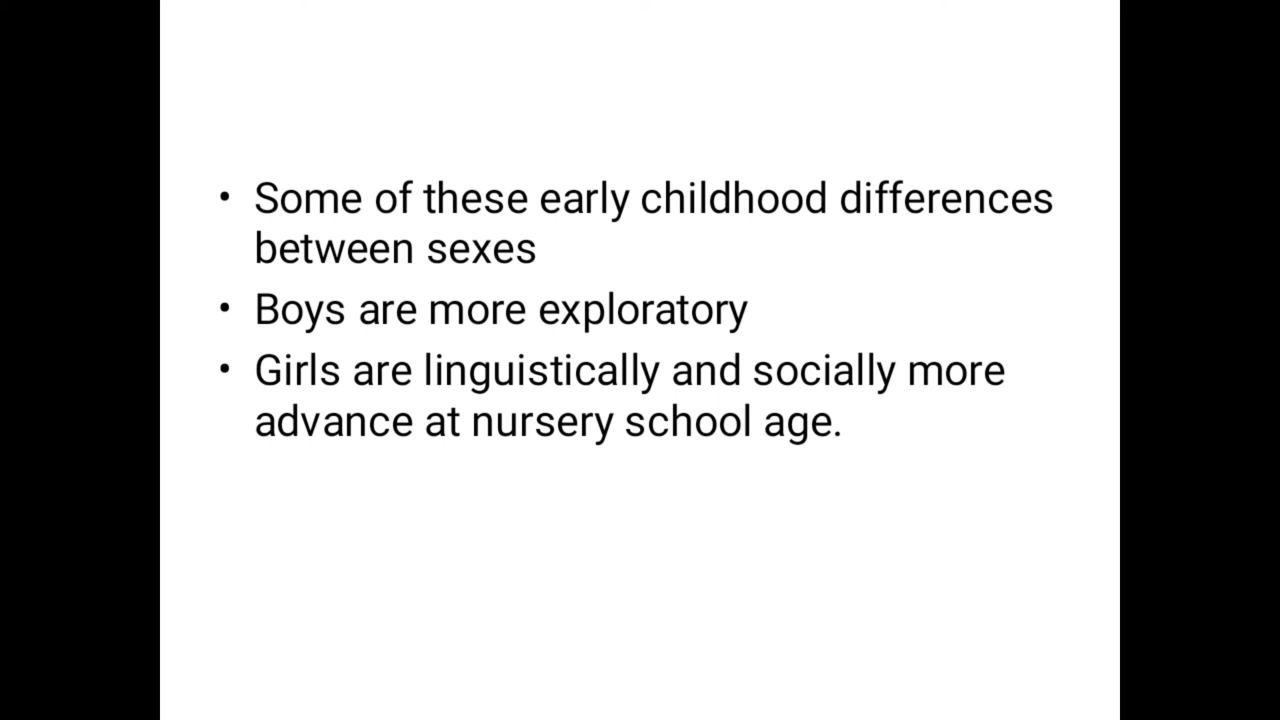 • Some of these early childhood differences
between sexes
• Boys are more exploratory
• Girls are linguistically and socially more
advance at nursery school age.